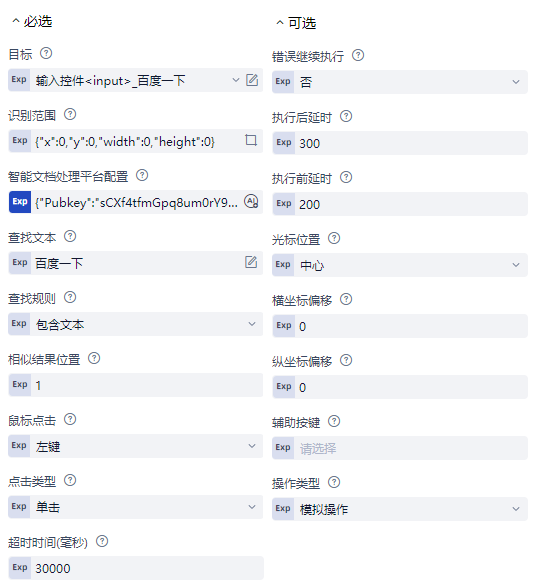 必选
目标
Exp 输入控件<input>_百度一下
识别范围
Exp {"x":0,"y":0,"width":0,"height":0}
智能文档处理平台配置
Exp {"Pubkey":"sCXf4tfmGpq8um0rY9...
查找文本
Exp 百度一下
查找规则
Exp 包含文本
相似结果位置
Exp 1
鼠标点击
Exp 左键
点击类型
Exp 单击
超时时间(毫秒)
Exp 30000
可选
错误继续执行
Exp 否
执行后延时
Exp 300
执行前延时
Exp 200
光标位置
Exp 中心
横坐标偏移
Exp 0
纵坐标偏移
Exp 0
辅助按键
Exp 请选择
操作类型
Exp 模拟操作